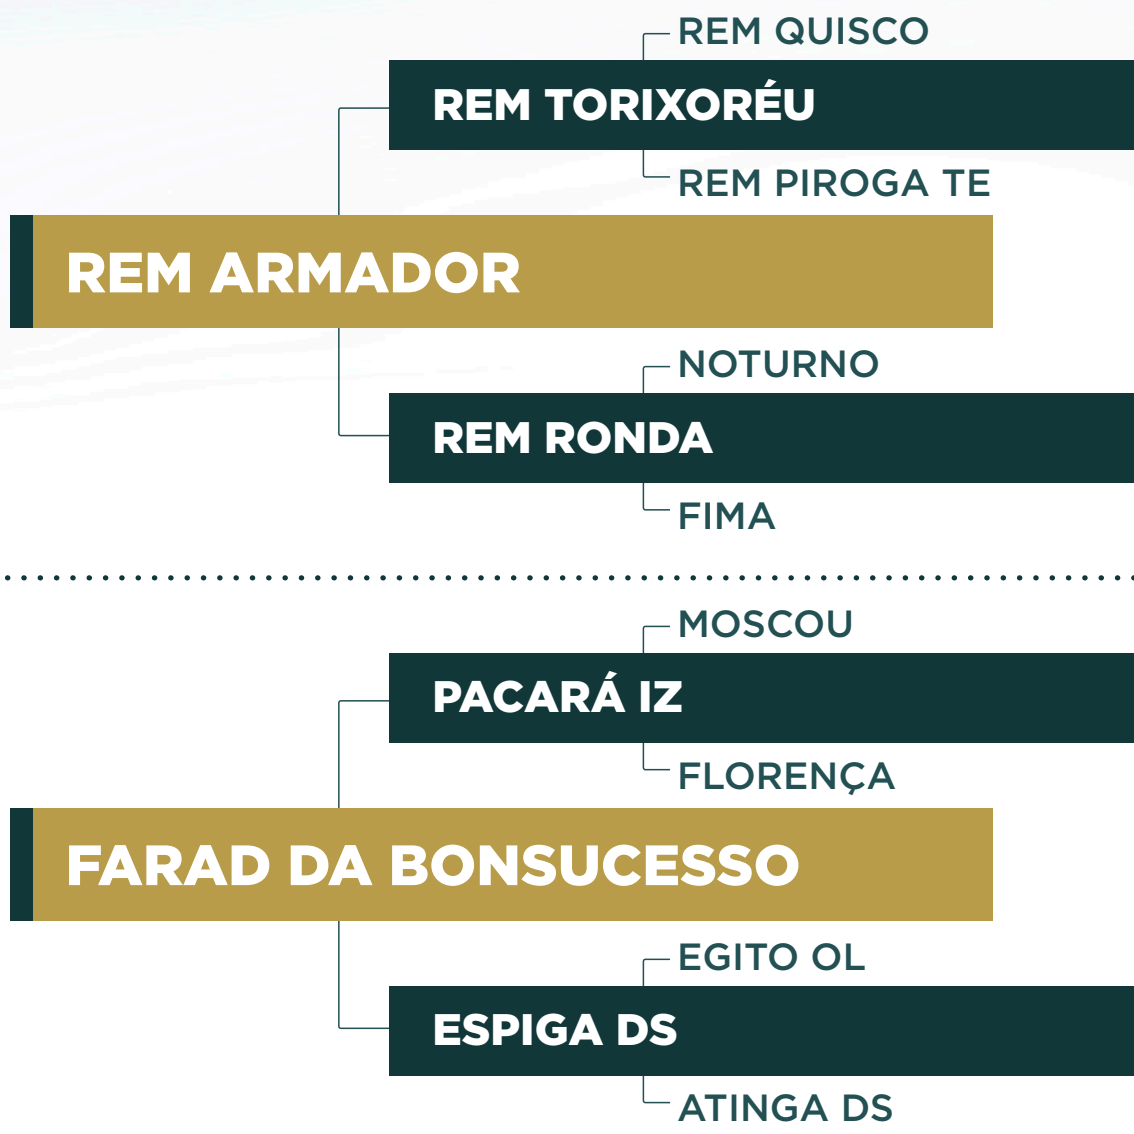 REM QUISCO
REM TORIXORÉU
REM PIROGA TE
REM ARMADOR
NOTURNO
REM RONDA
FIMA
MOSCOU
PACARÁ IZ
FLORENÇA
FARAD DA BONSUCESSO
EGITO OL
ESPIGA DS
ATINGA DS